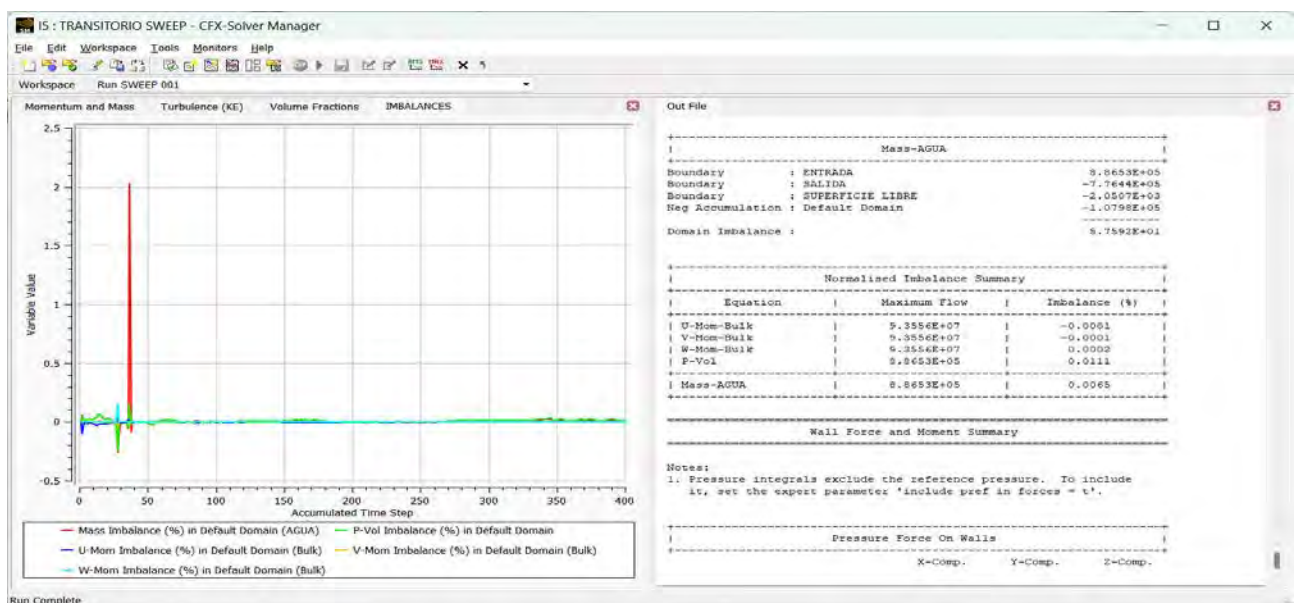 IS : TRANSITORIO SWEEP - CFX-Solver Manager
File Edit Workspace Tools Monitors Help
Workspace Run SWEEP 001
Momentum and Mass Turbulence (KE) Volume Fractions IMBALANCES
2.5
2
1.5
1
0.5
0
-0.5
Variable Value
0 50 100 150 200 250 300 350 400
Accumulated Time Step
Mass Imbalance (%) in Default Domain (AGUA) P-Vol Imbalance (%) in Default Domain
U-Mom Imbalance (%) in Default Domain (Bulk) V-Mom Imbalance (%) in Default Domain (Bulk)
W-Mom Imbalance (%) in Default Domain (Bulk)
Out File
Mass-AGUA
Boundary : ENTRADA 8.8653E+05
Boundary : SALIDA -7.7644E+05
Boundary : SUPERFICIE LIBRE -2.0507E+03
Neg Accumulation : Default Domain -1.0798E+05
Domain Imbalance : 5.7592E+01
Normalised Imbalance Summary
| Equation | Maximum Flow | Imbalance (%) |
| U-Mom-Bulk | 9.3556E+07 | -0.0001 |
| V-Mom-Bulk | 9.3556E+07 | -0.0001 |
| W-Mom-Bulk | 9.3556E+07 | 0.0002 |
| P-Vol | 8.8653E+05 | 0.0111 |
| Mass-AGUA | 8.8653E+05 | 0.0065 |
Wall Force and Moment Summary
Notes:
1. Pressure integrals exclude the reference pressure. To include
it, set the expert parameter 'include pref in forces = t'.
Pressure Force On Walls
X-Comp. Y-Comp. Z-Comp.
Run Complete